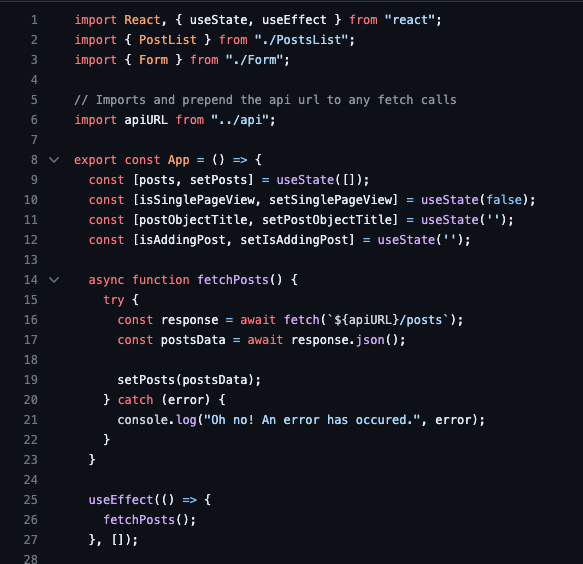 1 import React, { useState, useEffect } from "react";
2 import { PostList } from "./PostsList";
3 import { Form } from "./Form";
4
5 // Imports and prepend the api url to any fetch calls
6 import apiURL from "../api";
7
8 export const App = () => {
9 const [posts, setPosts] = useState([]);
10 const [isSinglePageView, setSinglePageView] = useState(false);
11 const [postObjectTitle, setPostObjectTitle] = useState('');
12 const [isAddingPost, setIsAddingPost] = useState('');
13
14 async function fetchPosts() {
15 try {
16 const response = await fetch(`${apiURL}/posts`);
17 const postsData = await response.json();
18
19 setPosts(postsData);
20 } catch (error) {
21 console.log("Oh no! An error has occured.", error);
22 }
23 }
24
25 useEffect(() => {
26 fetchPosts();
27 }, []);
28